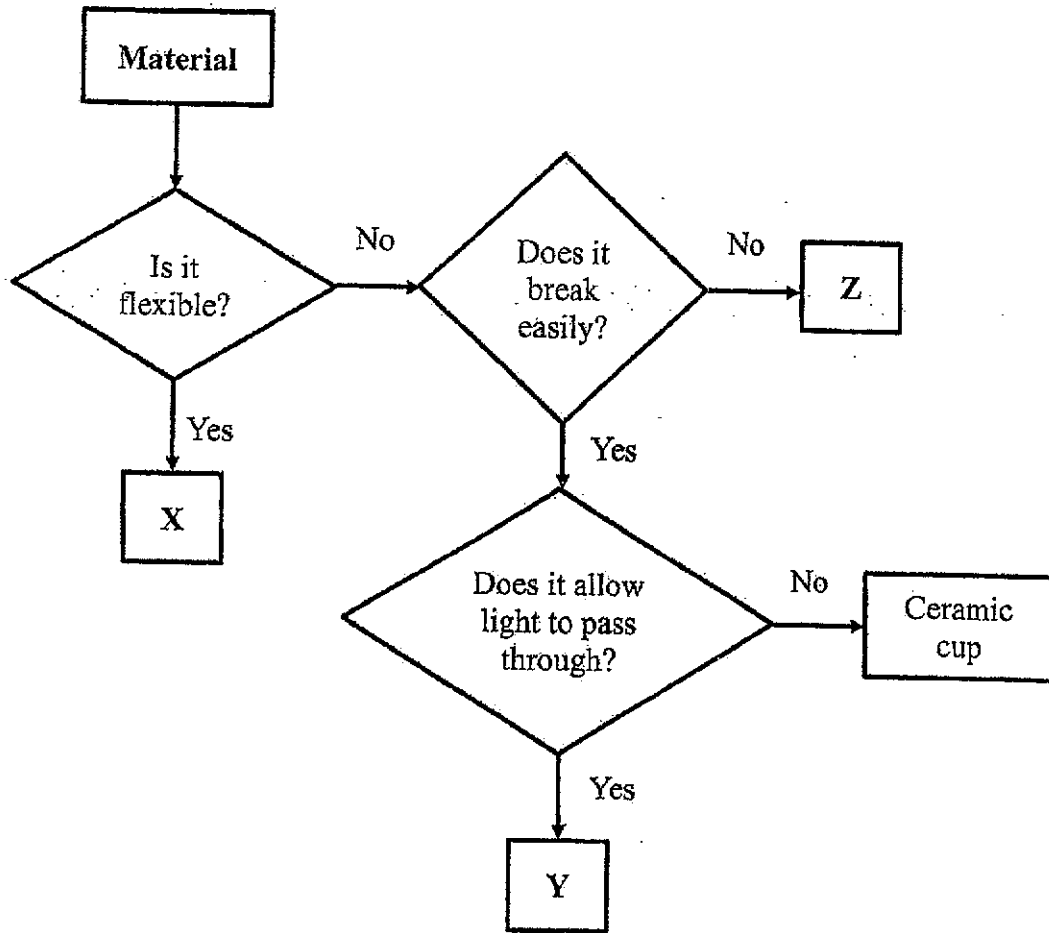 Material
Is it
flexible?
No
Does it
break
easily?
No
Z
Yes
X
Yes
Does it allow
light to pass
through?
No
Ceramic
cup
Yes
Y